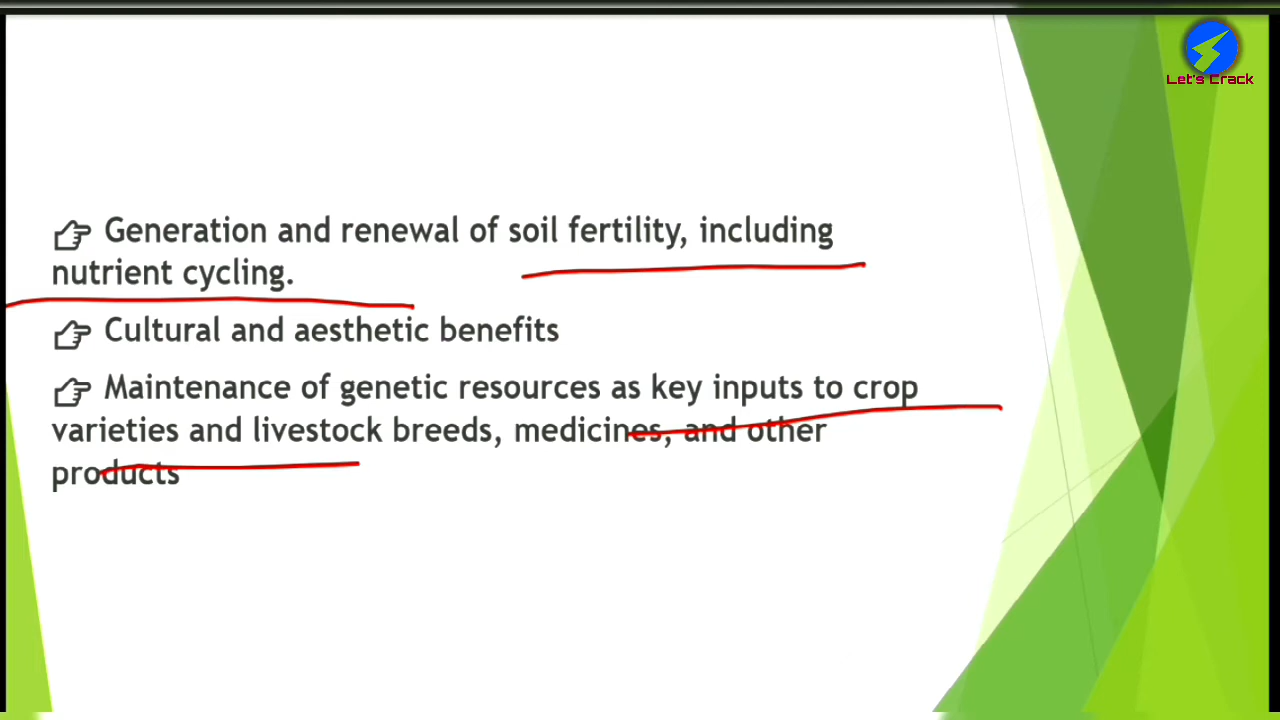 Let's Crack
☞ Generation and renewal of soil fertility, including
nutrient cycling.
☞ Cultural and aesthetic benefits
☞ Maintenance of genetic resources as key inputs to crop
varieties and livestock breeds, medicines, and other
products